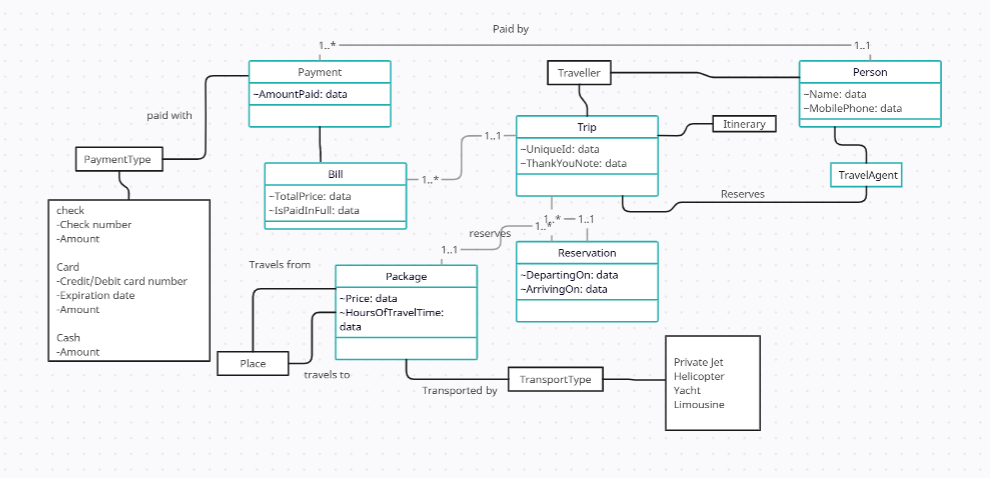 Paid by
1..*
1..1
Payment
~AmountPaid: data
Traveller
Person
~Name: data
~MobilePhone: data
paid with
Trip
~UniqueId: data
~ThankYouNote: data
Itinerary
1..1
PaymentType
Bill
~TotalPrice: data
~IsPaidInFull: data
1..*
TravelAgent
Reserves
check
-Check number
-Amount
Card
-Credit/Debit card number
-Expiration date
-Amount
Cash
-Amount
1..*
1..1
1..*
reserves
1..1
Reservation
~DepartingOn: data
~ArrivingOn: data
Travels from
Package
~Price: data
~HoursOfTravelTime:
data
Place
travels to
Transported by
TransportType
Private Jet
Helicopter
Yacht
Limousine